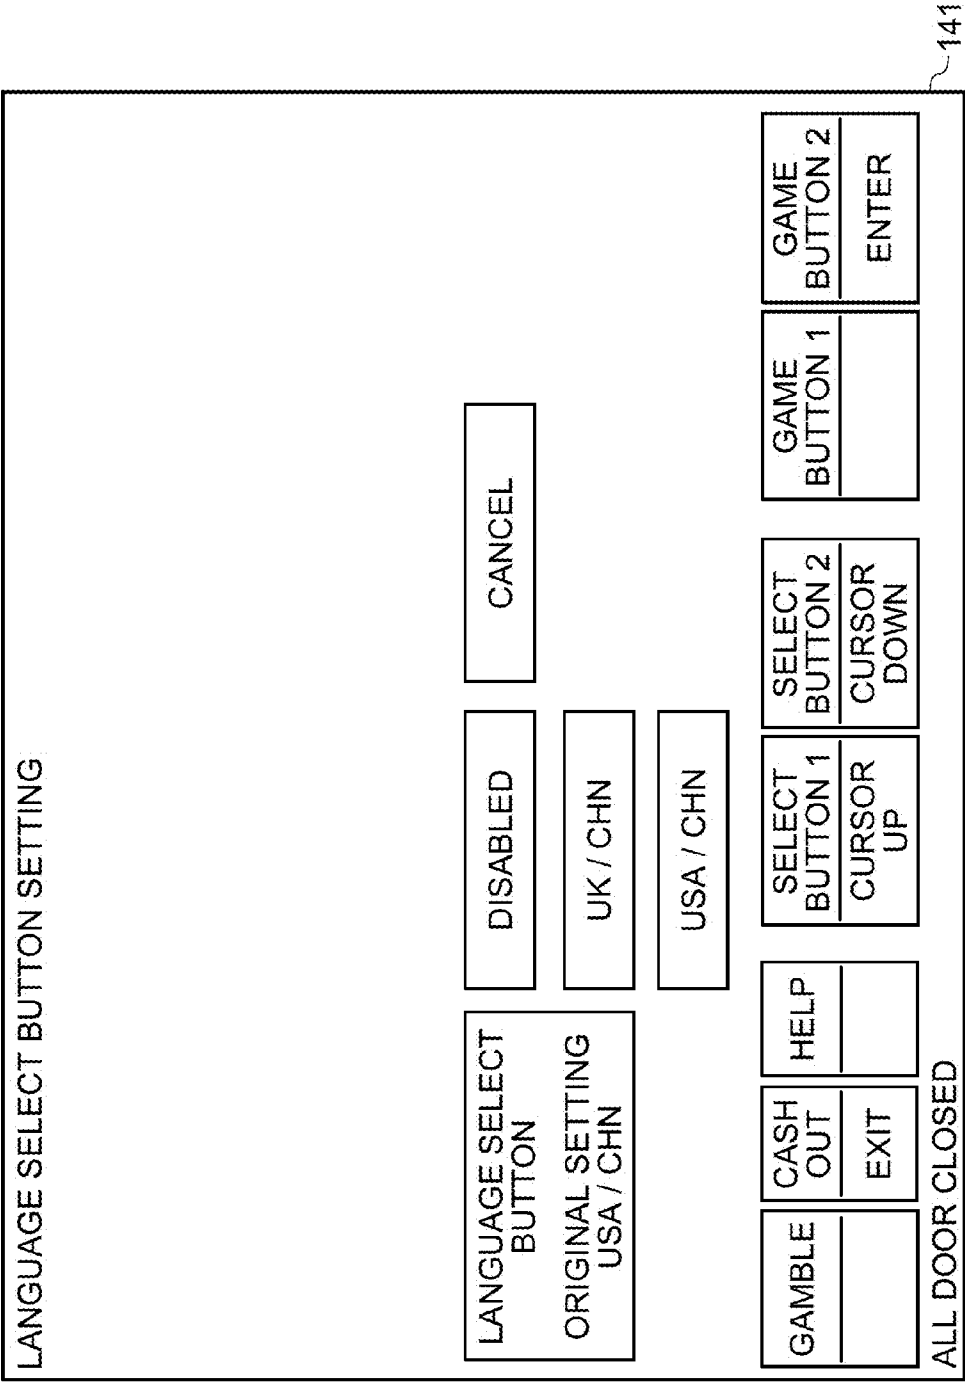 LANGUAGE SELECT BUTTON SETTING
LANGUAGE SELECT
BUTTON
ORIGINAL SETTING
USA / CHN
DISABLED
UK / CHN
USA / CHN
CANCEL
GAMBLE
CASH
OUT
EXIT
HELP
SELECT
BUTTON 1
CURSOR
UP
SELECT
BUTTON 2
CURSOR
DOWN
GAME
BUTTON 1
GAME
BUTTON 2
ENTER
ALL DOOR CLOSED
141